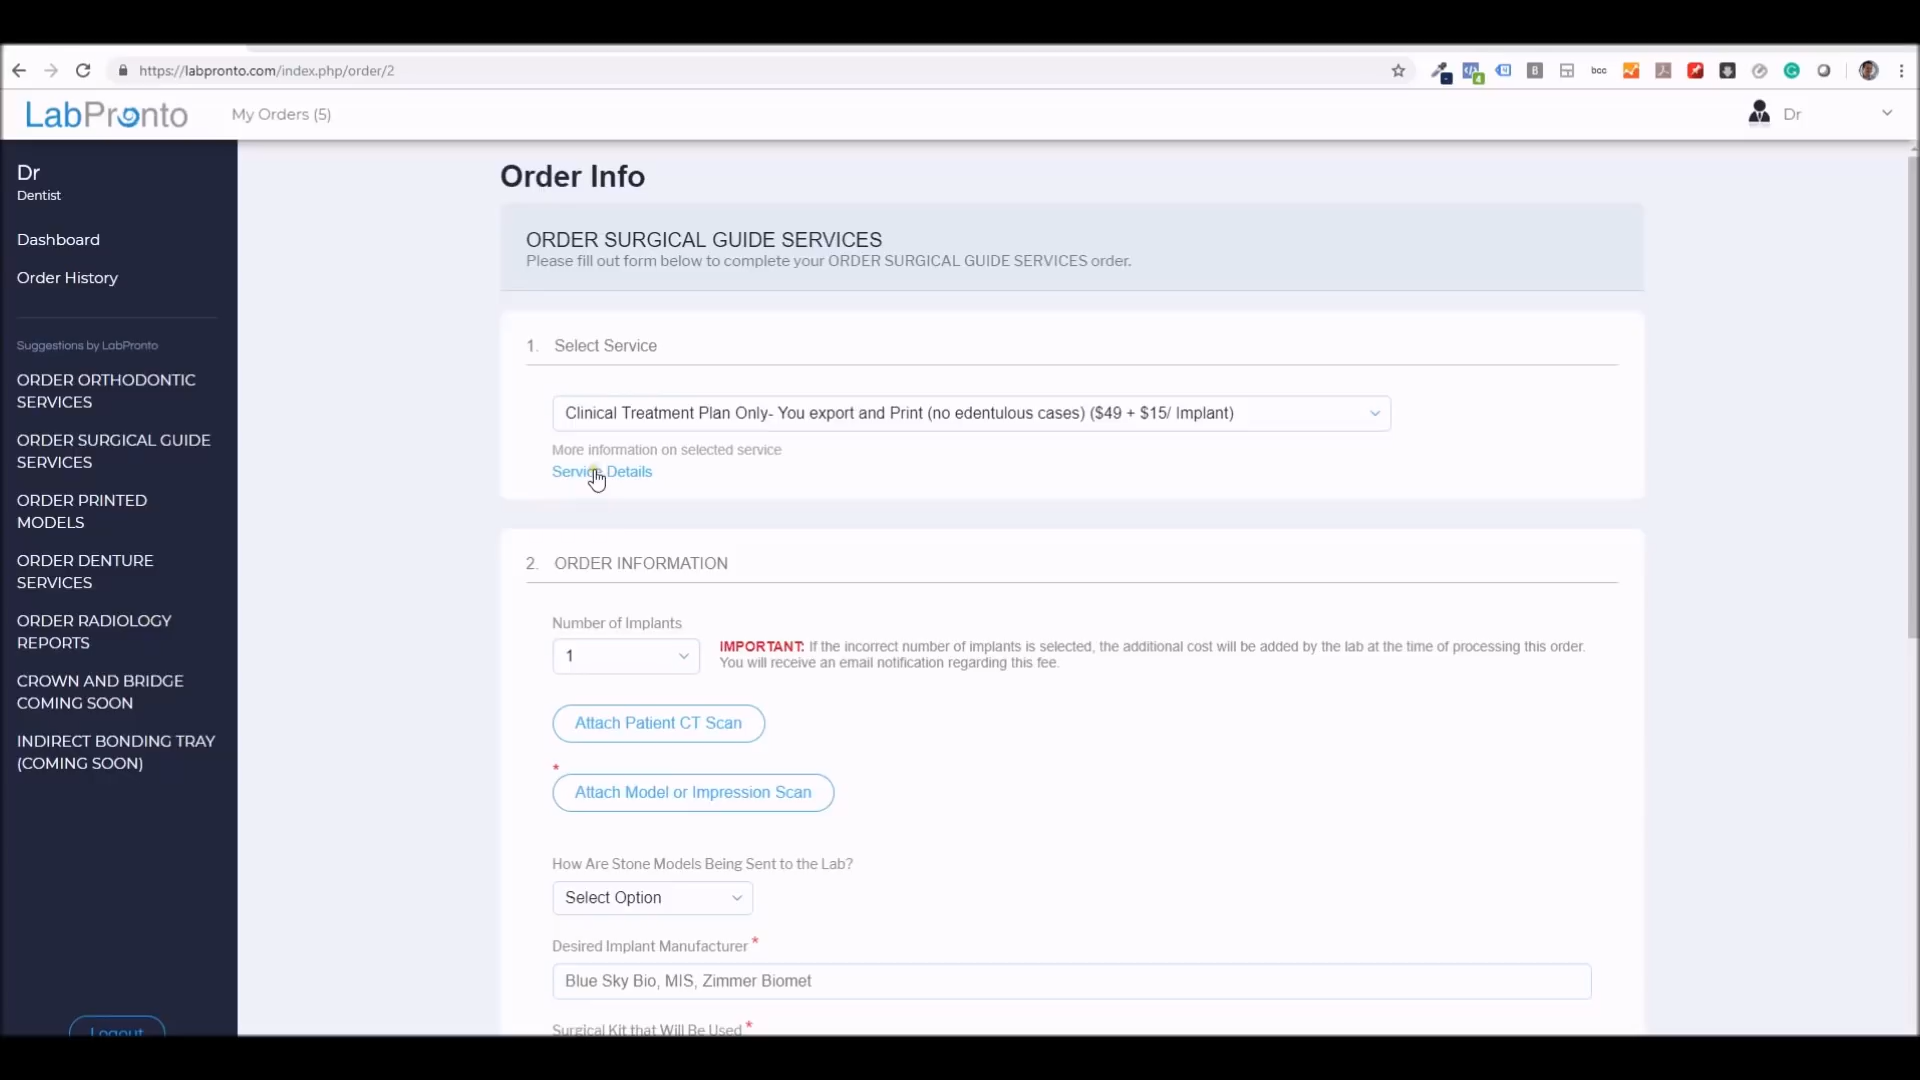 https://labpronto.com/index.php/order/2
LabPronto
My Orders (5)
Dr
Dr
Dentist
Dashboard
Order History
Suggestions by LabPronto
ORDER ORTHODONTIC
SERVICES
ORDER SURGICAL GUIDE
SERVICES
ORDER PRINTED
MODELS
ORDER DENTURE
SERVICES
ORDER RADIOLOGY
REPORTS
CROWN AND BRIDGE
COMING SOON
INDIRECT BONDING TRAY
(COMING SOON)
Logout
Order Info
ORDER SURGICAL GUIDE SERVICES
Please fill out form below to complete your ORDER SURGICAL GUIDE SERVICES order.
1. Select Service
Clinical Treatment Plan Only- You export and Print (no edentulous cases) ($49 + $15/ Implant)
More information on selected service
Service Details
2. ORDER INFORMATION
Number of Implants
1
IMPORTANT: If the incorrect number of implants is selected, the additional cost will be added by the lab at the time of processing this order.
You will receive an email notification regarding this fee.
Attach Patient CT Scan
*
Attach Model or Impression Scan
How Are Stone Models Being Sent to the Lab?
Select Option
Desired Implant Manufacturer *
Blue Sky Bio, MIS, Zimmer Biomet
Surgical Kit that Will Be Used *